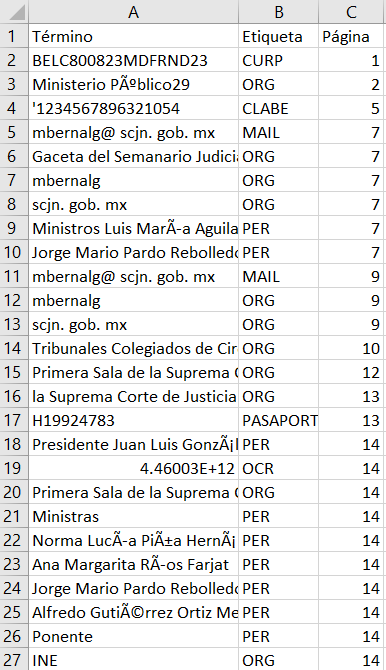 A B C
1 Término Etiqueta Página
2 BELC800823MDFRND23 CURP 1
3 Ministerio PÃºblico29 ORG 2
4 '1234567896321054 CLABE 5
5 mbernalg@ scjn. gob. mx MAIL 7
6 Gaceta del Semanario Judicia ORG 7
7 mbernalg ORG 7
8 scjn. gob. mx ORG 7
9 Ministros Luis MarÃ-a Aguila PER 7
10 Jorge Mario Pardo Rebolledo PER 7
11 mbernalg@ scjn. gob. mx MAIL 9
12 mbernalg ORG 9
13 scjn. gob. mx ORG 9
14 Tribunales Colegiados de Cir ORG 10
15 Primera Sala de la Suprema C ORG 12
16 la Suprema Corte de Justicia ORG 13
17 H19924783 PASAPORT 13
18 Presidente Juan Luis GonzÃ¡l PER 14
19 4.46003E+12 OCR 14
20 Primera Sala de la Suprema C ORG 14
21 Ministras PER 14
22 Norma LucÃ-a PiÃ±a HernÃ¡ PER 14
23 Ana Margarita RÃ-os Farjat PER 14
24 Jorge Mario Pardo Rebolledo PER 14
25 Alfredo GutiÃ©rrez Ortiz Me PER 14
26 Ponente PER 14
27 INE ORG 14